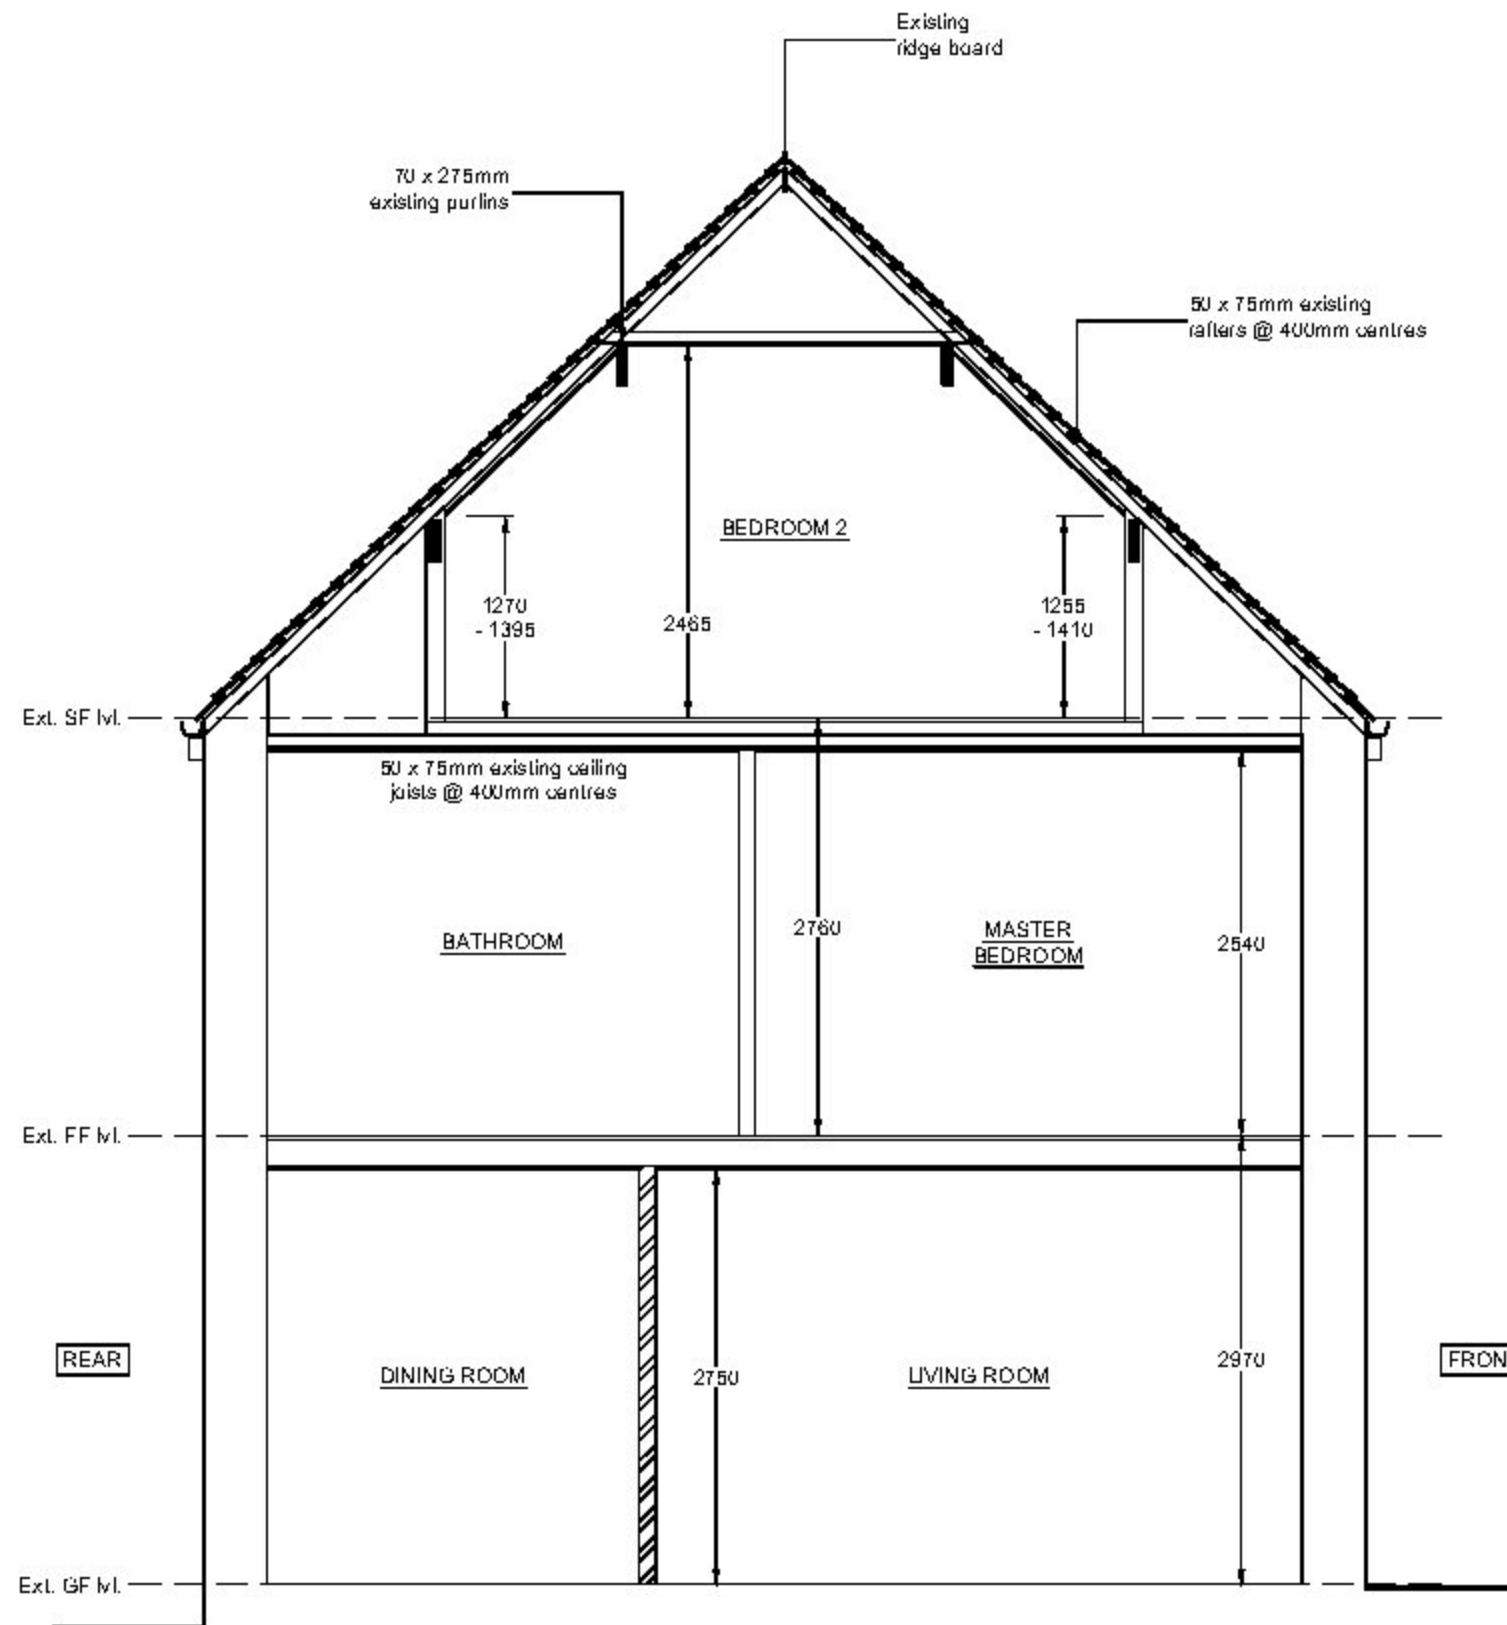 Existing
ridge board
70 x 275mm
existing purlins
50 x 75mm existing
rafters @ 400mm centres
BEDROOM 2
1270
- 1395
2465
1255
- 1410
Ext. SF lvl.
50 x 75mm existing ceiling
joists @ 400mm centres
BATHROOM
2760
MASTER
BEDROOM
2540
Ext. FF lvl.
REAR
DINING ROOM
2750
LIVING ROOM
2970
FRON
Ext. GF lvl.